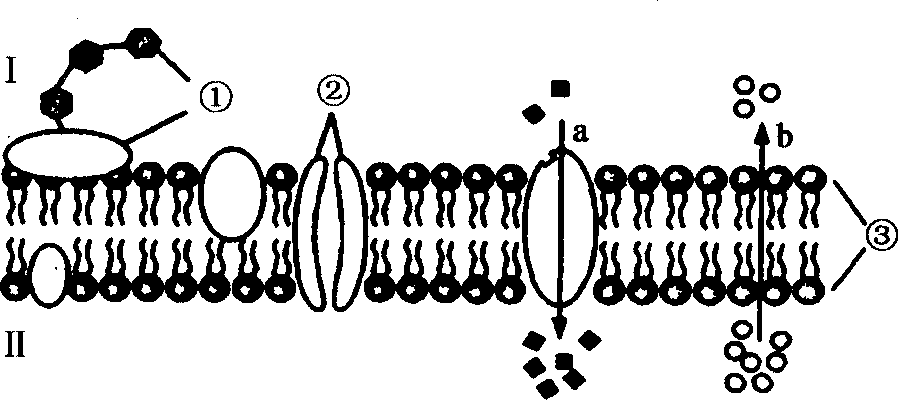 Ⅰ
①
②
a
b
③
Ⅱ